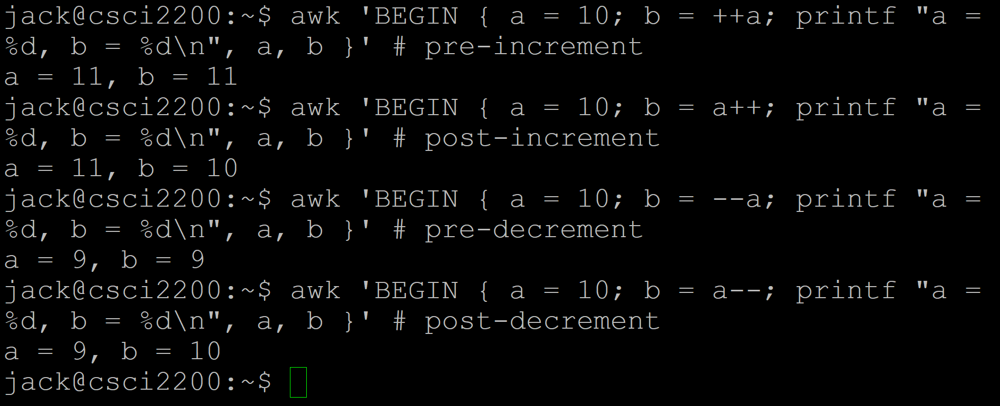 jack@csci2200:~$ awk 'BEGIN { a = 10; b = ++a; printf "a =
%d, b = %d\n", a, b }' # pre-increment
a = 11, b = 11
jack@csci2200:~$ awk 'BEGIN { a = 10; b = a++; printf "a =
%d, b = %d\n", a, b }' # post-increment
a = 11, b = 10
jack@csci2200:~$ awk 'BEGIN { a = 10; b = --a; printf "a =
%d, b = %d\n", a, b }' # pre-decrement
a = 9, b = 9
jack@csci2200:~$ awk 'BEGIN { a = 10; b = a--; printf "a =
%d, b = %d\n", a, b }' # post-decrement
a = 9, b = 10
jack@csci2200:~$